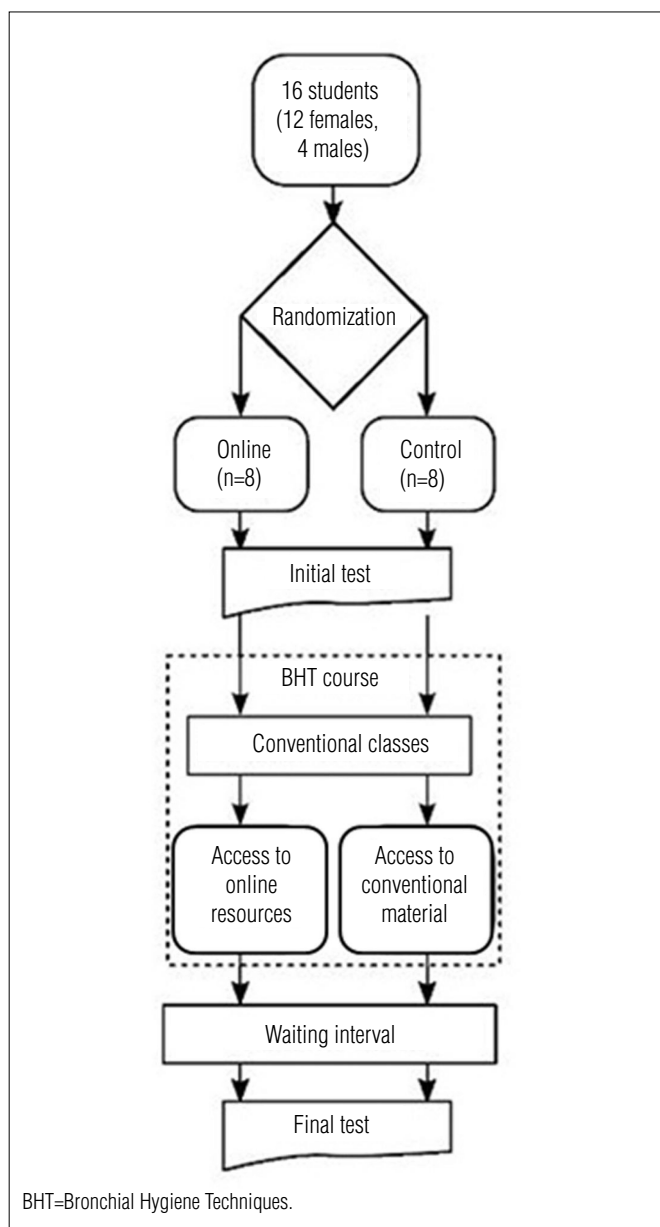 16 students
(12 females,
4 males)
Randomization
Online
(n=8)
Control
(n=8)
Initial test
BHT course
Conventional classes
Access to
online
resources
Access to
conventional
material
Waiting interval
Final test
BHT=Bronchial Hygiene Techniques.